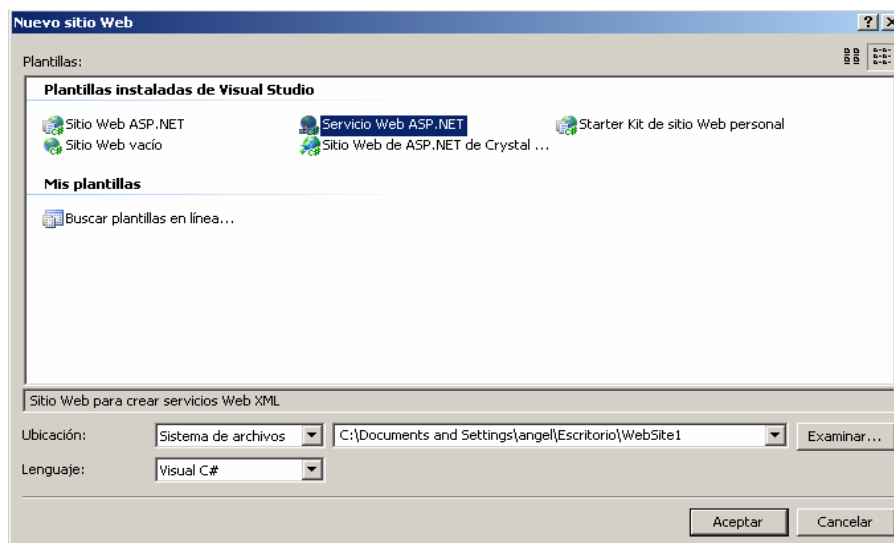 Nuevo sitio Web
Plantillas:
Plantillas instaladas de Visual Studio
Sitio Web ASP.NET
Servicio Web ASP.NET
Starter Kit de sitio Web personal
Sitio Web vacío
Sitio Web de ASP.NET de Crystal ...
Mis plantillas
Buscar plantillas en línea...
Sitio Web para crear servicios Web XML
Ubicación:
Sistema de archivos
C:\Documents and Settings\angel\Escritorio\WebSite1
Examinar...
Lenguaje:
Visual C#
Aceptar
Cancelar